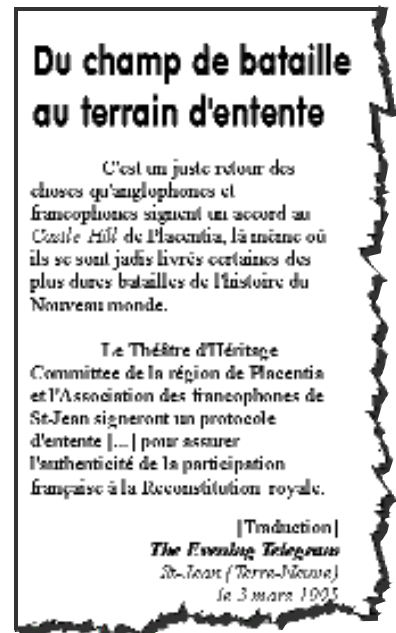 Du champ de bataille
au terrain d'entente
C'est un juste retour des
choses qu'anglophones et
francophones signent un accord au
Castle Hill de Placentia, là même où
ils se sont jadis livrés certaines des
plus dures batailles de l'histoire du
Nouveau monde.
Le Théâtre d'Héritage
Committee de la région de Placentia
et l'Association des francophones de
St-Jean signeront un protocole
d'entente [...] pour assurer
l'authenticité de la participation
française à la Reconstitution royale.
[Traduction]
The Evening Telegram
St-Jean (Terre-Neuve)
le 3 mars 1995